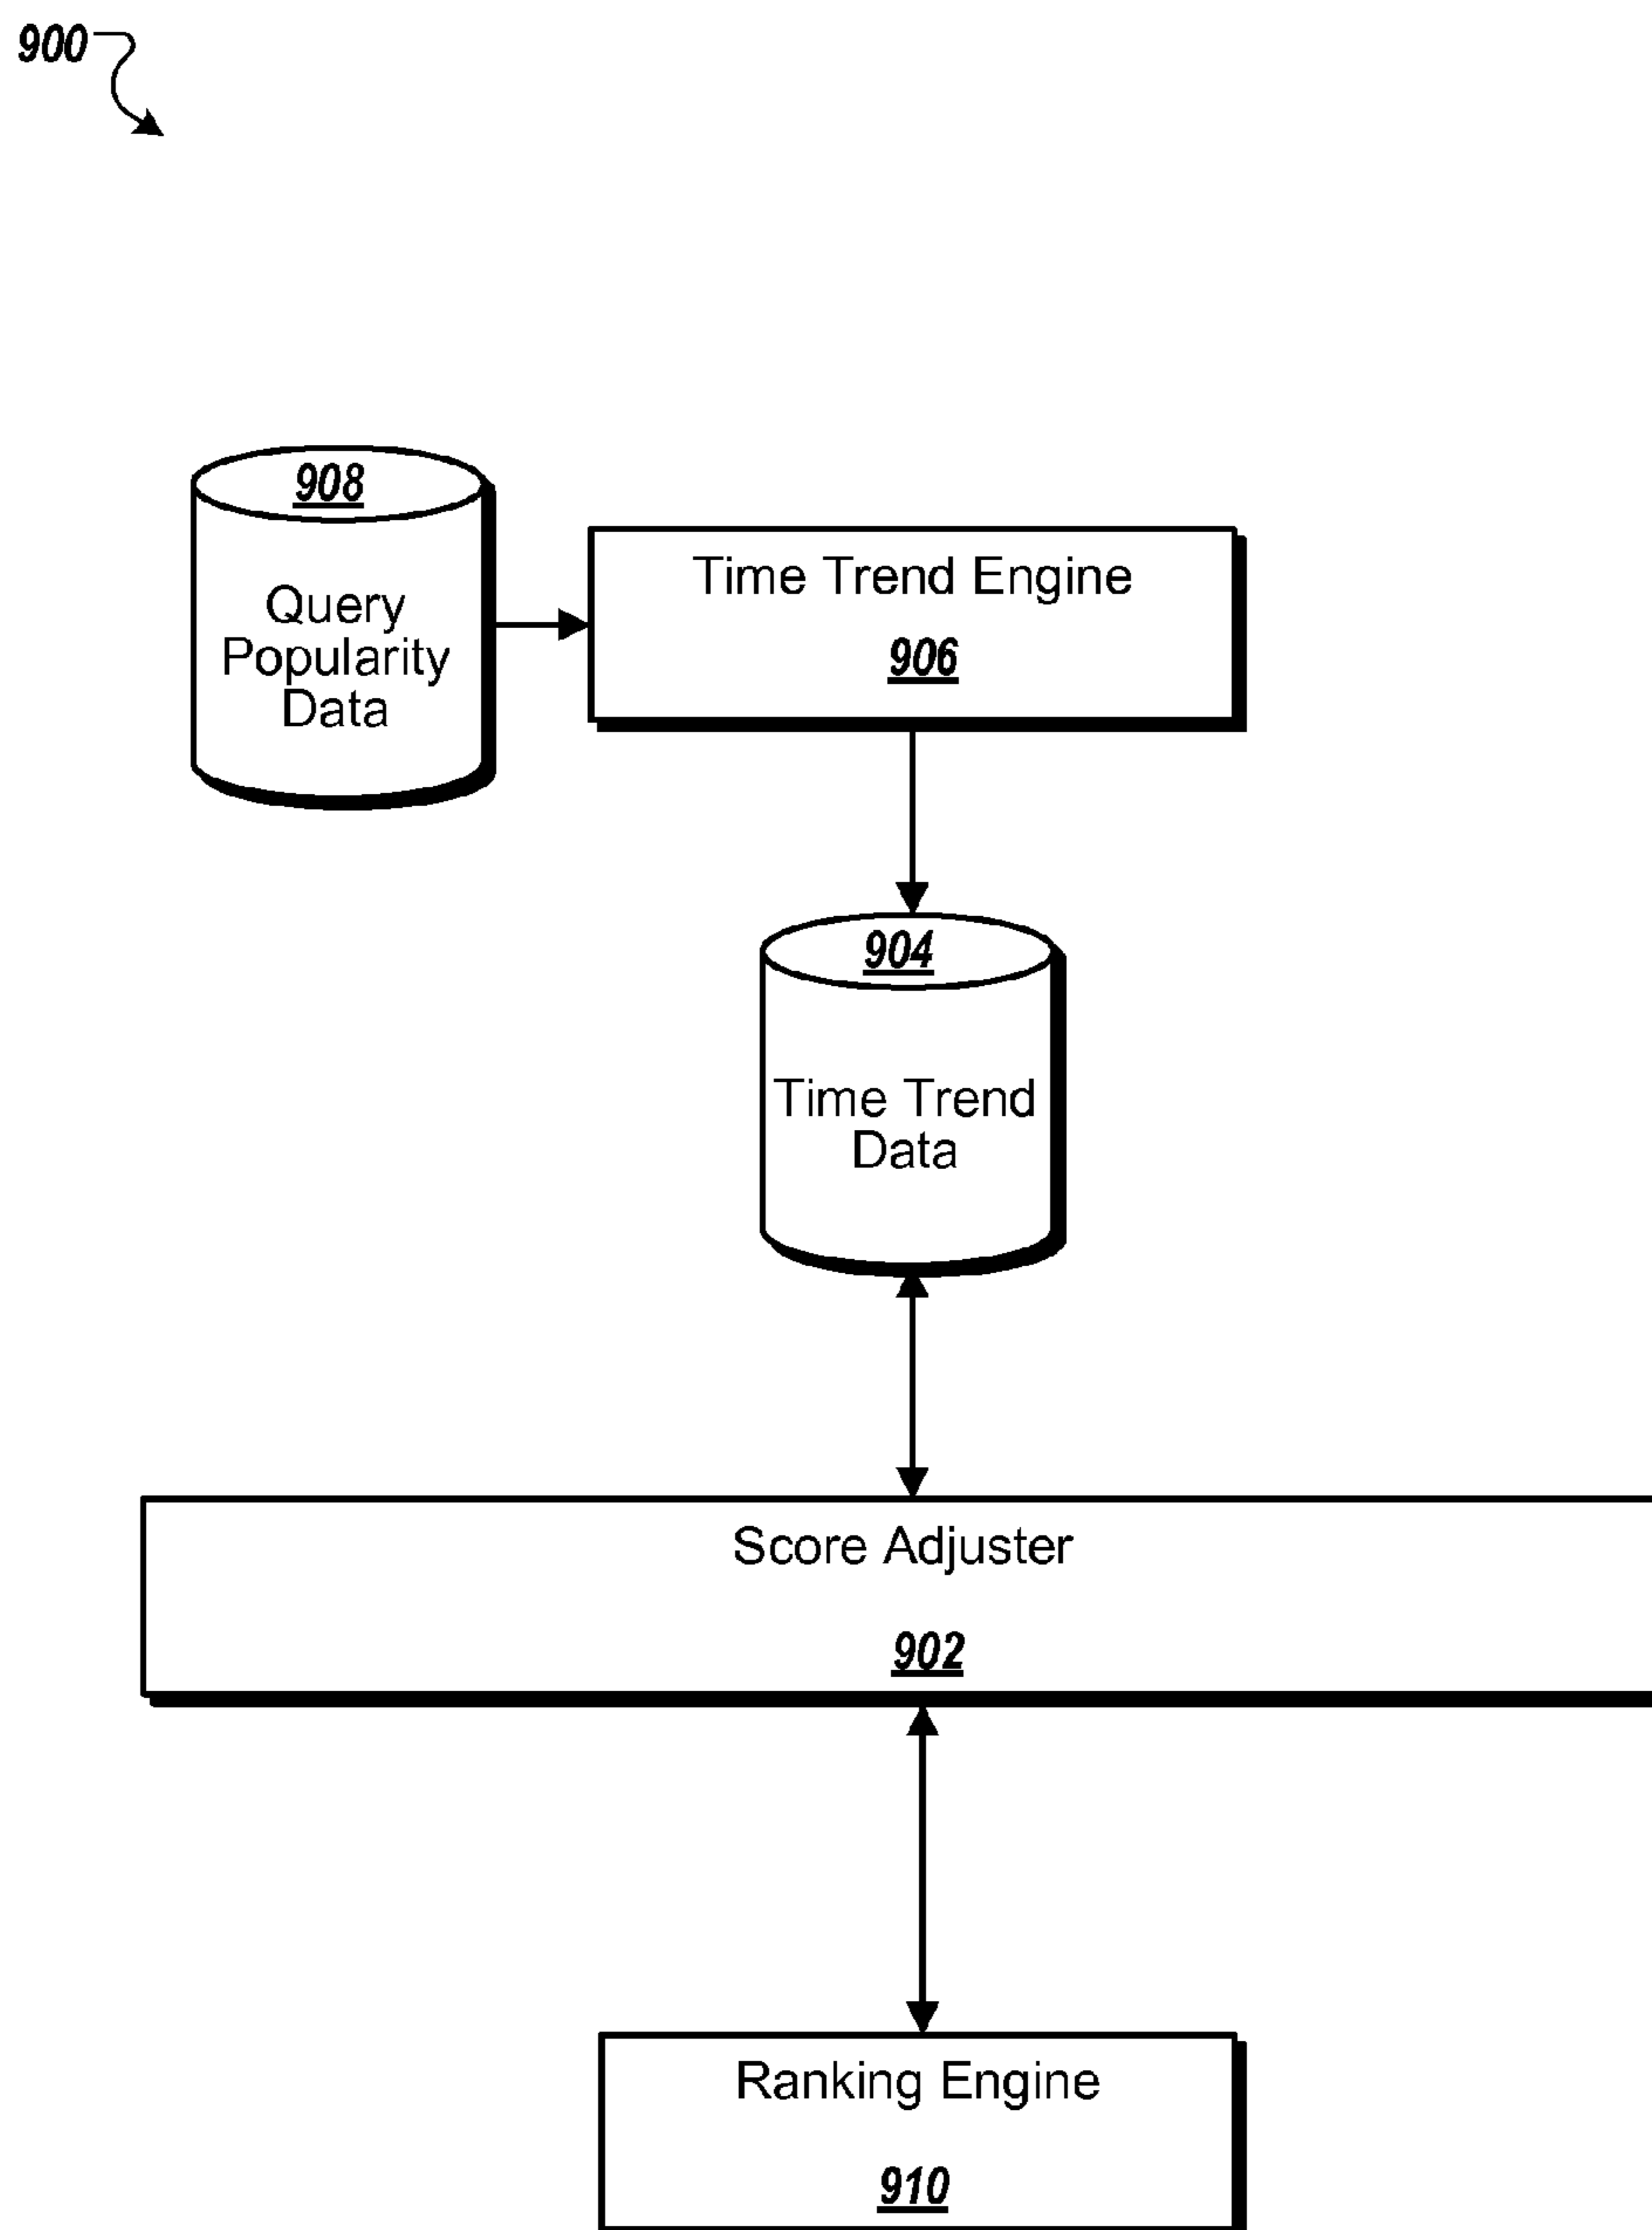 900
908
Query
Popularity
Data
Time Trend Engine
906
904
Time Trend
Data
Score Adjuster
902
Ranking Engine
910